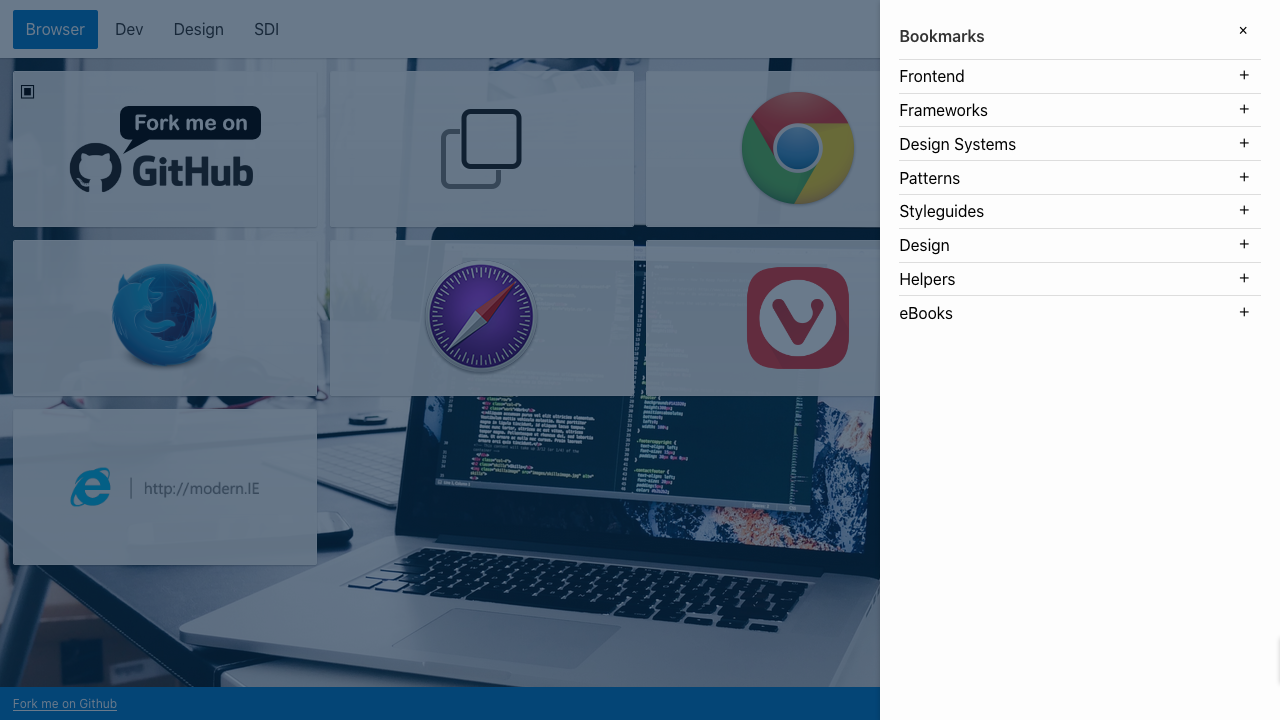 Browser Dev Design SDI
Bookmarks
Frontend
Frameworks
Design Systems
Patterns
Styleguides
Design
Helpers
eBooks
Fork me on
GitHub
http://modern.IE
Fork me on Github